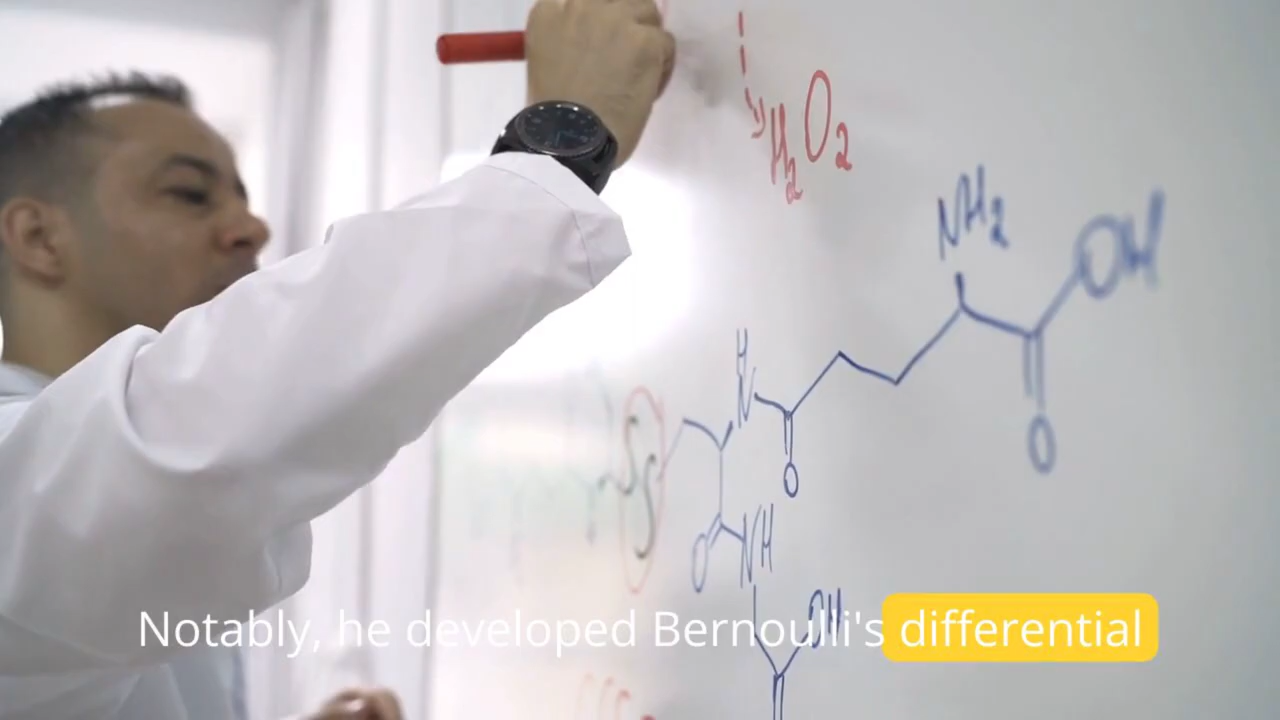 H2O2
NH2
OH
H
N
O
S
S
O
NH
O
OH
Notably, he developed Bernoulli's differential